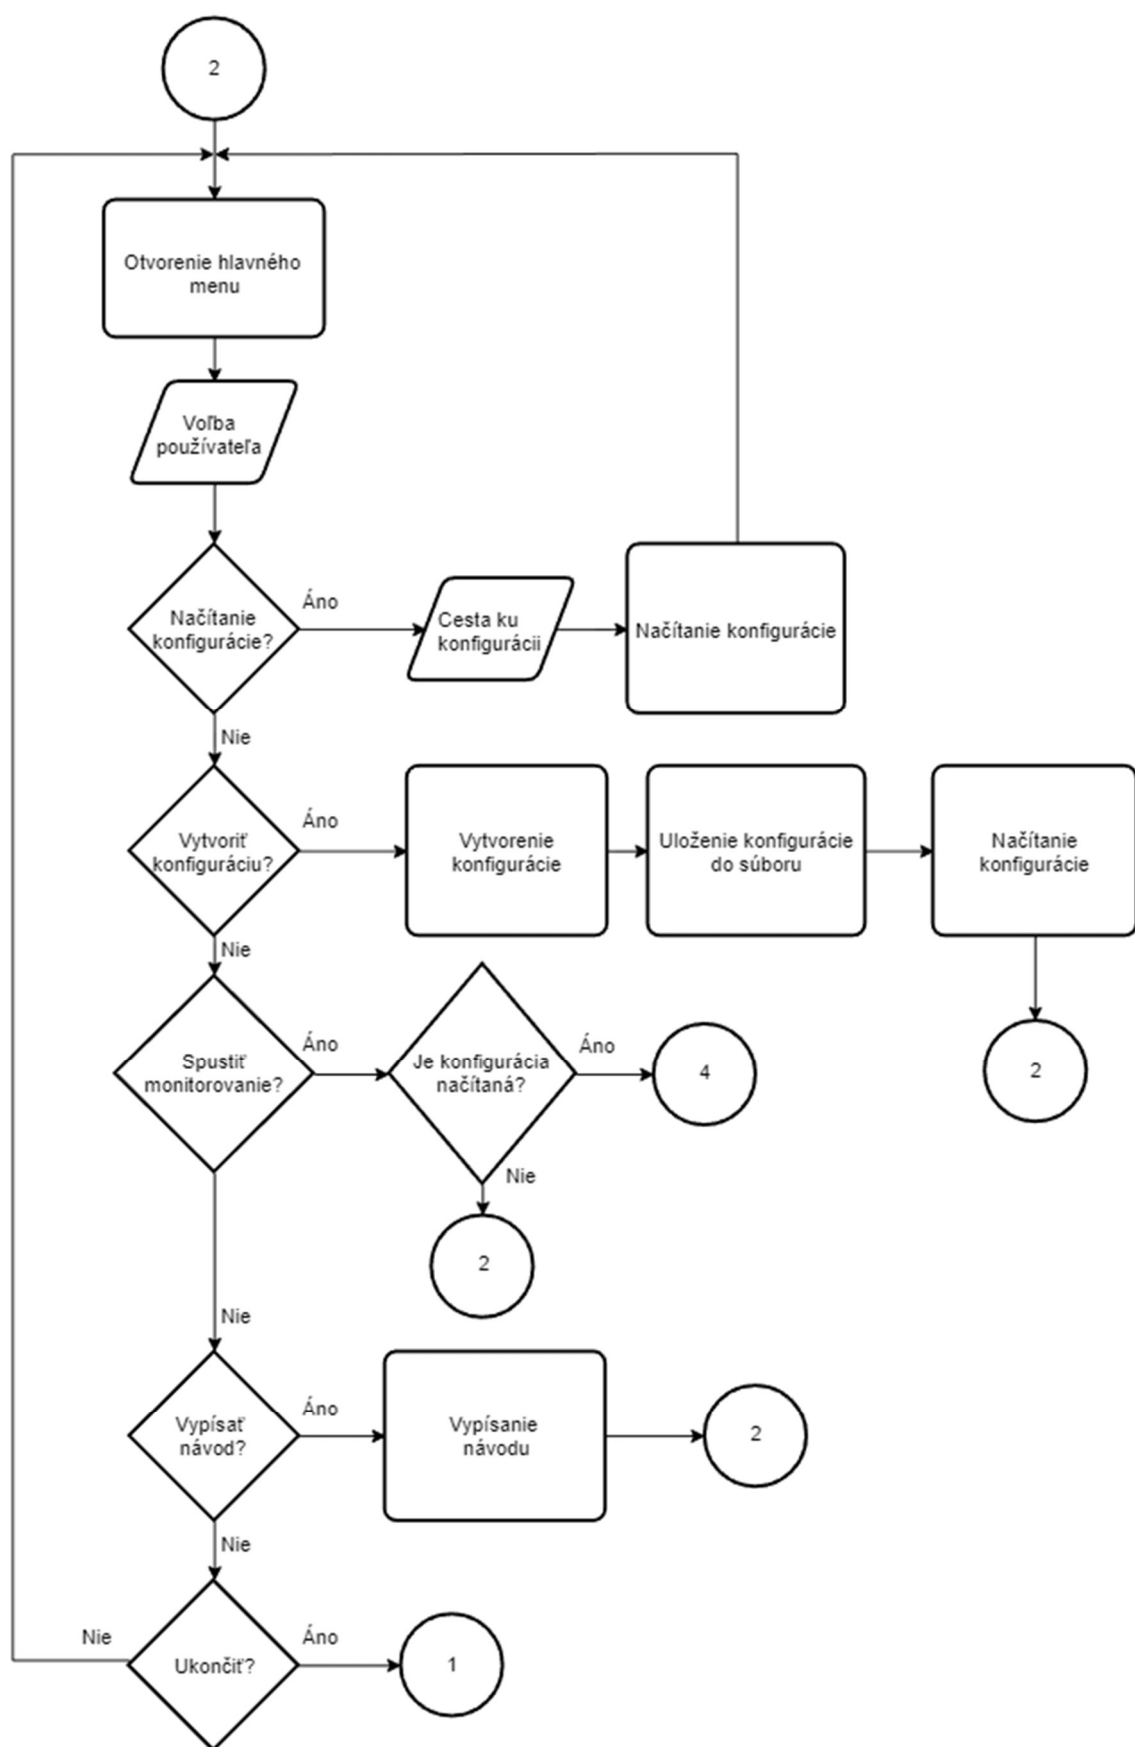 2
Otvorenie hlavného
menu
Voľba
používateľa
Načítanie
konfigurácie?
Áno
Cesta ku
konfigurácii
Načítanie konfigurácie
Nie
Vytvoriť
konfiguráciu?
Áno
Vytvorenie
konfigurácie
Uloženie konfigurácie
do súboru
Načítanie
konfigurácie
2
Nie
Spustiť
monitorovanie?
Áno
Je konfigurácia
načítaná?
Áno
4
Nie
2
Nie
Vypísať
návod?
Áno
Vypísanie
návodu
2
Nie
Ukončiť?
Nie
Áno
1